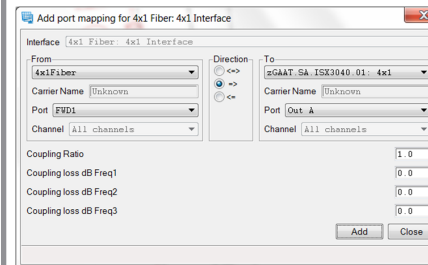 Add port mapping for 4x1 Fiber: 4x1 Interface
Interface 4x1 Fiber: 4x1 Interface
From
4x1Fiber
Carrier Name Unknown
Port FWD1
Channel All channels
Direction
<=>
=>
<=
To
zGAAT.SA.ISX3040.01: 4x1
Carrier Name Unknown
Port Out A
Channel All channels
Coupling Ratio 1.0
Coupling loss dB Freq1 0.0
Coupling loss dB Freq2 0.0
Coupling loss dB Freq3 0.0
Add Close